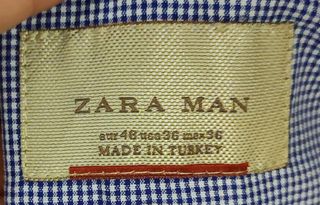 ZARA MAN
eur 46 usa 36 mex 36
MADE IN TURKEY